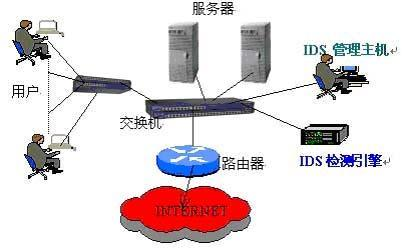 服务器
IDS 管理主机
用户
交换机
路由器
IDS 检测引擎
INTERNET